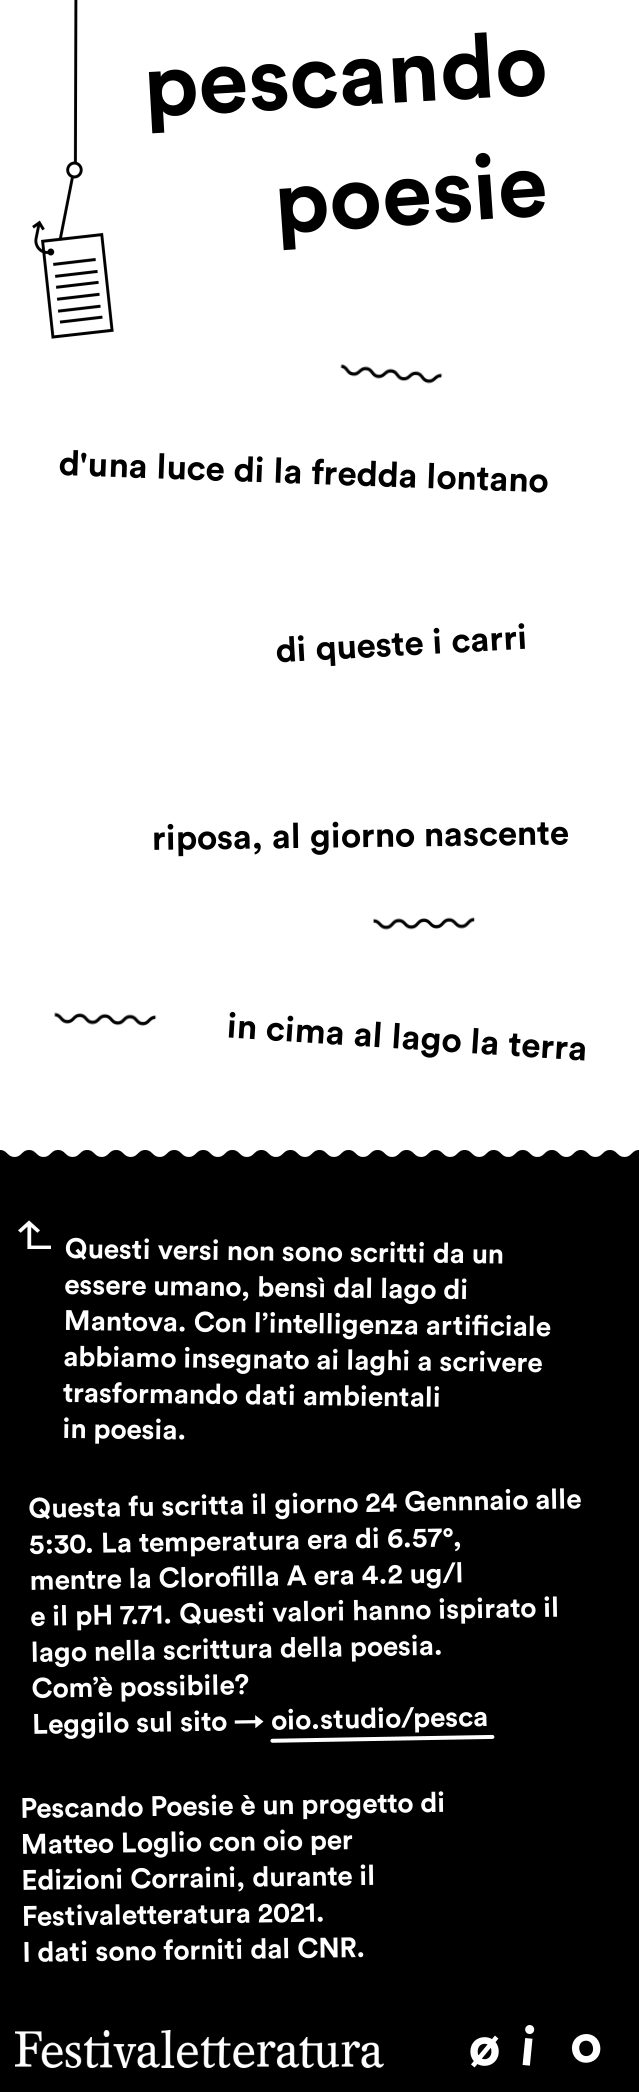 pescando
poesie
d'una luce di la fredda lontano
di queste i carri
riposa, al giorno nascente
in cima al lago la terra
Questi versi non sono scritti da un
essere umano, bensì dal lago di
Mantova. Con l’intelligenza artificiale
abbiamo insegnato ai laghi a scrivere
trasformando dati ambientali
in poesia.
Questa fu scritta il giorno 24 Gennnaio alle
5:30. La temperatura era di 6.57°,
mentre la Clorofilla A era 4.2 ug/l
e il pH 7.71. Questi valori hanno ispirato il
lago nella scrittura della poesia.
Com’è possibile?
Leggilo sul sito → oio.studio/pesca
Pescando Poesie è un progetto di
Matteo Loglio con oio per
Edizioni Corraini, durante il
Festivaletteratura 2021.
I dati sono forniti dal CNR.
Festivaletteratura ø i o